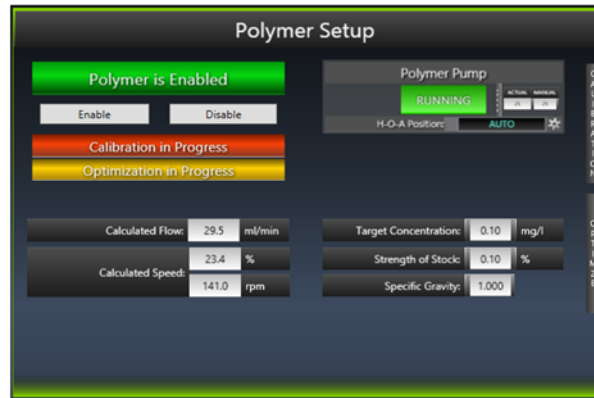 Polymer Setup
Polymer is Enabled
Enable
Disable
Calibration in Progress
Optimization in Progress
Polymer Pump
RUNNING
ACTUAL
MANUAL
H-O-A Position:
AUTO
Calculated Flow:
29.5
ml/min
Calculated Speed:
23.4
%
141.0
rpm
Target Concentration:
0.10
mg/l
Strength of Stock:
0.10
%
Specific Gravity:
1.000